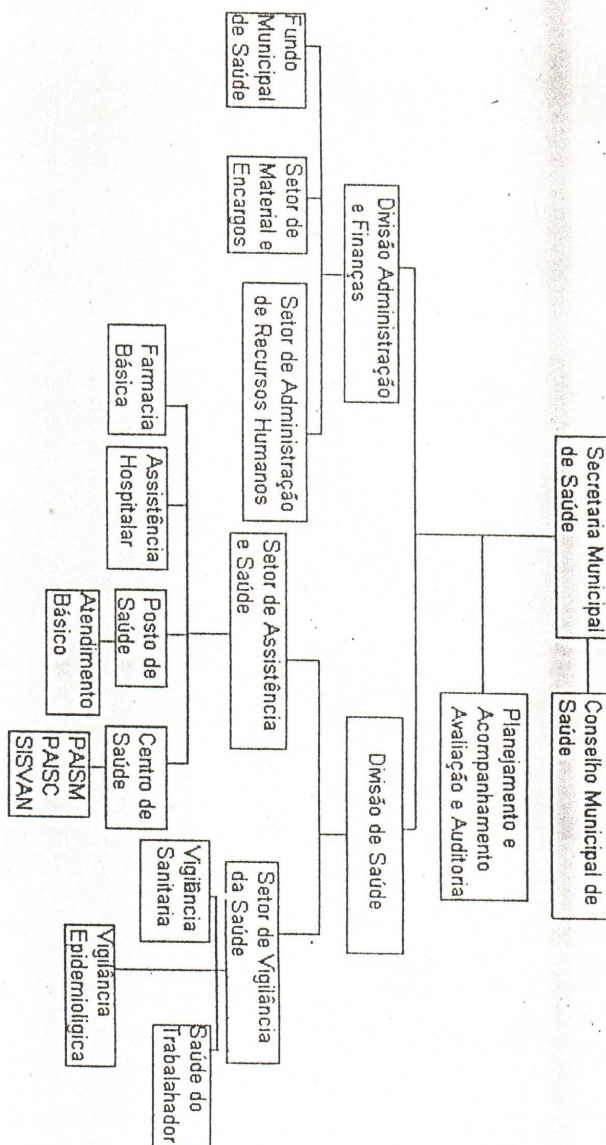 Secretaria Municipal
de Saúde
Conselho Municipal de
Saúde
Planejamento e
Acompanhamento
Avaliação e Auditoria
Divisão Administração
e Finanças
Divisão de Saúde
Fundo
Municipal
de Saúde
Setor de
Material e
Encargos
Setor de Administração
de Recursos Humanos
Setor de Assistência
e Saúde
Setor de Vigilância
da Saúde
Farmacia
Básica
Assistência
Hospitalar
Posto de
Saúde
Centro de
Saúde
Vigilância
Sanitaria
Vigilância
Epidemioligica
Saúde do
Trabalahador
Atendimento
Básico
PAISM
PAISC
SISVAN